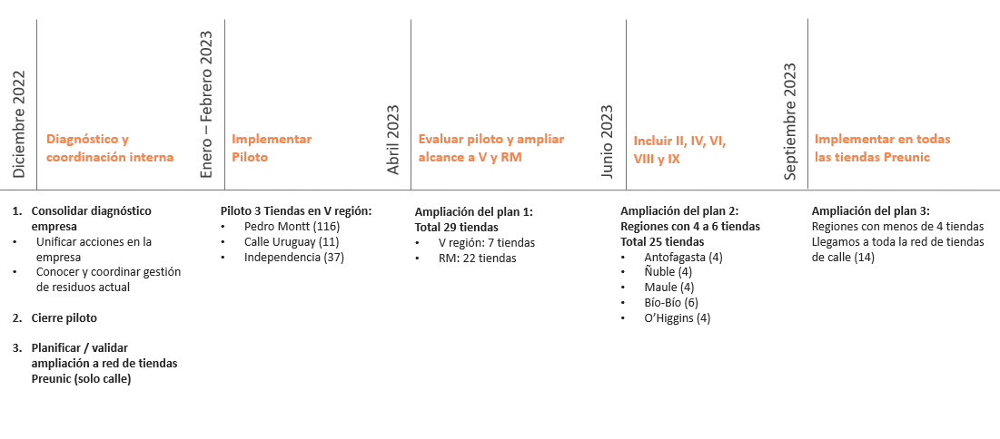 Diciembre 2022
Diagnóstico y
coordinación interna
1. Consolidar diagnóstico
empresa
• Unificar acciones en la
empresa
• Conocer y coordinar gestión
de residuos actual
2. Cierre piloto
3. Planificar / validar
ampliación a red de tiendas
Preunic (solo calle)
Enero – Febrero 2023
Implementar
Piloto
Piloto 3 Tiendas en V región:
• Pedro Montt (116)
• Calle Uruguay (11)
• Independencia (37)
Abril 2023
Evaluar piloto y ampliar
alcance a V y RM
Ampliación del plan 1:
Total 29 tiendas
• V región: 7 tiendas
• RM: 22 tiendas
Junio 2023
Incluir II, IV, VI,
VIII y IX
Ampliación del plan 2:
Regiones con 4 a 6 tiendas
Total 25 tiendas
• Antofagasta (4)
• Ñuble (4)
• Maule (4)
• Bío-Bío (6)
• O’Higgins (4)
Septiembre 2023
Implementar en todas
las tiendas Preunic
Ampliación del plan 3:
Regiones con menos de 4 tiendas
Llegamos a toda la red de tiendas
de calle (14)